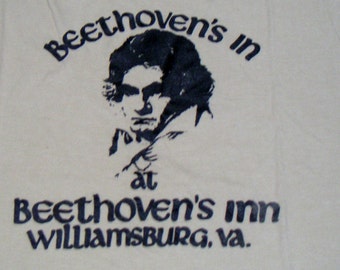 Beethoven's in
at
Beethoven's inn
Williamsburg, Va.